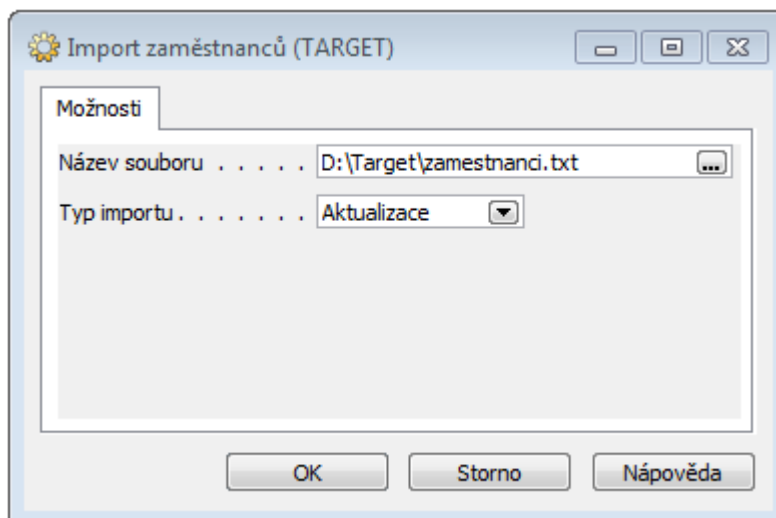 Import zaměstnanců (TARGET)
Možnosti
Název souboru . . . . . D:\Target\zamestnanci.txt ...
Typ importu . . . . . . . Aktualizace
OK Storno Nápověda